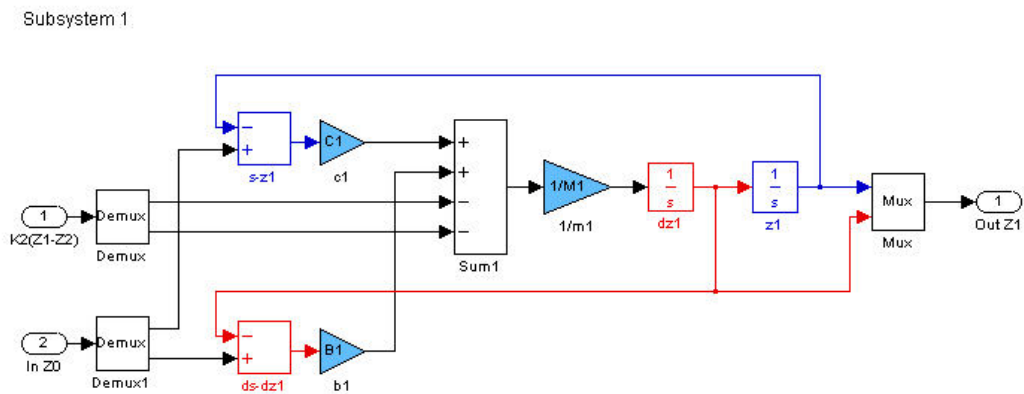 Subsystem 1
−
+
s-z1
C1
c1
1
K2(Z1-Z2)
Demux
Demux
+
+
−
−
Sum1
1/M1
1/m1
1
s
dz1
1
s
z1
Mux
Mux
1
Out Z1
2
In Z0
Demux
Demux1
−
+
ds-dz1
B1
b1